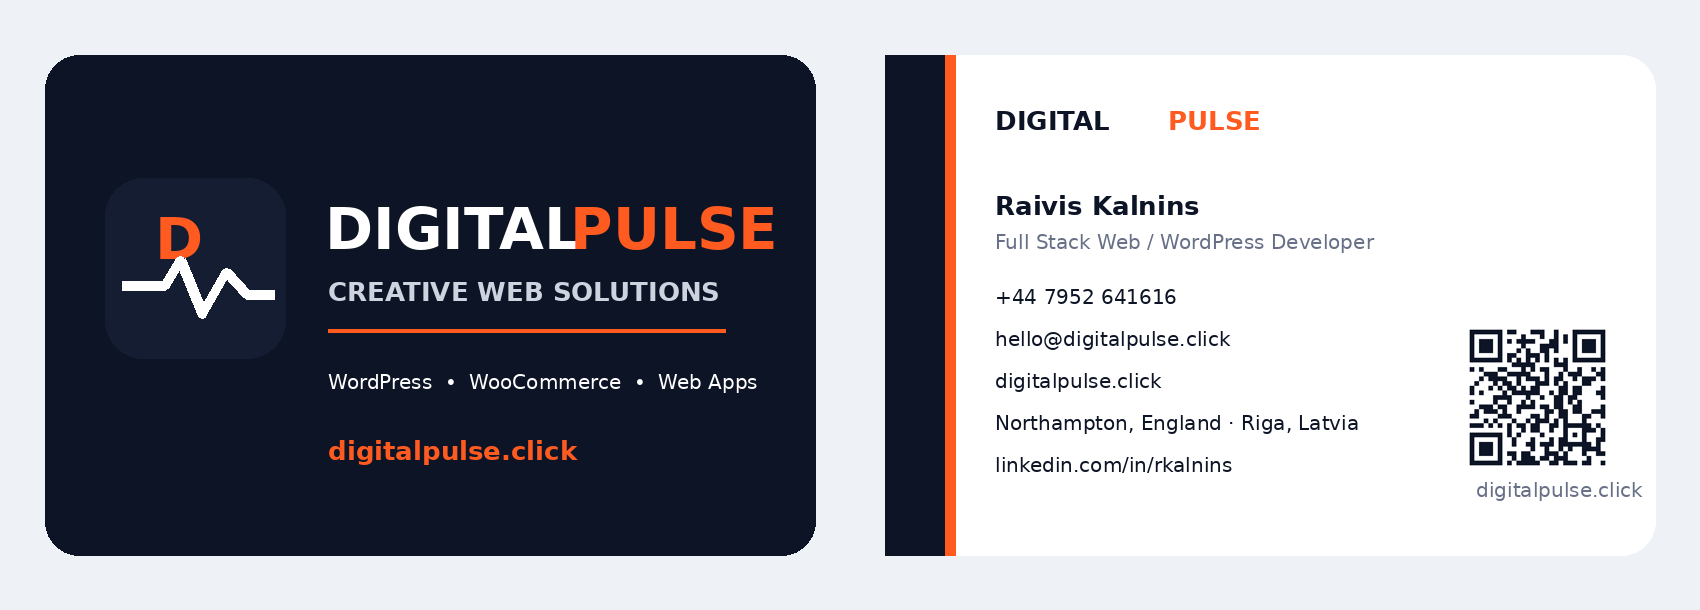 D
DIGITALPULSE
CREATIVE WEB SOLUTIONS
WordPress • WooCommerce • Web Apps
digitalpulse.click
DIGITAL PULSE
Raivis Kalnins
Full Stack Web / WordPress Developer
+44 7952 641616
hello@digitalpulse.click
digitalpulse.click
Northampton, England · Riga, Latvia
linkedin.com/in/rkalnins
digitalpulse.click